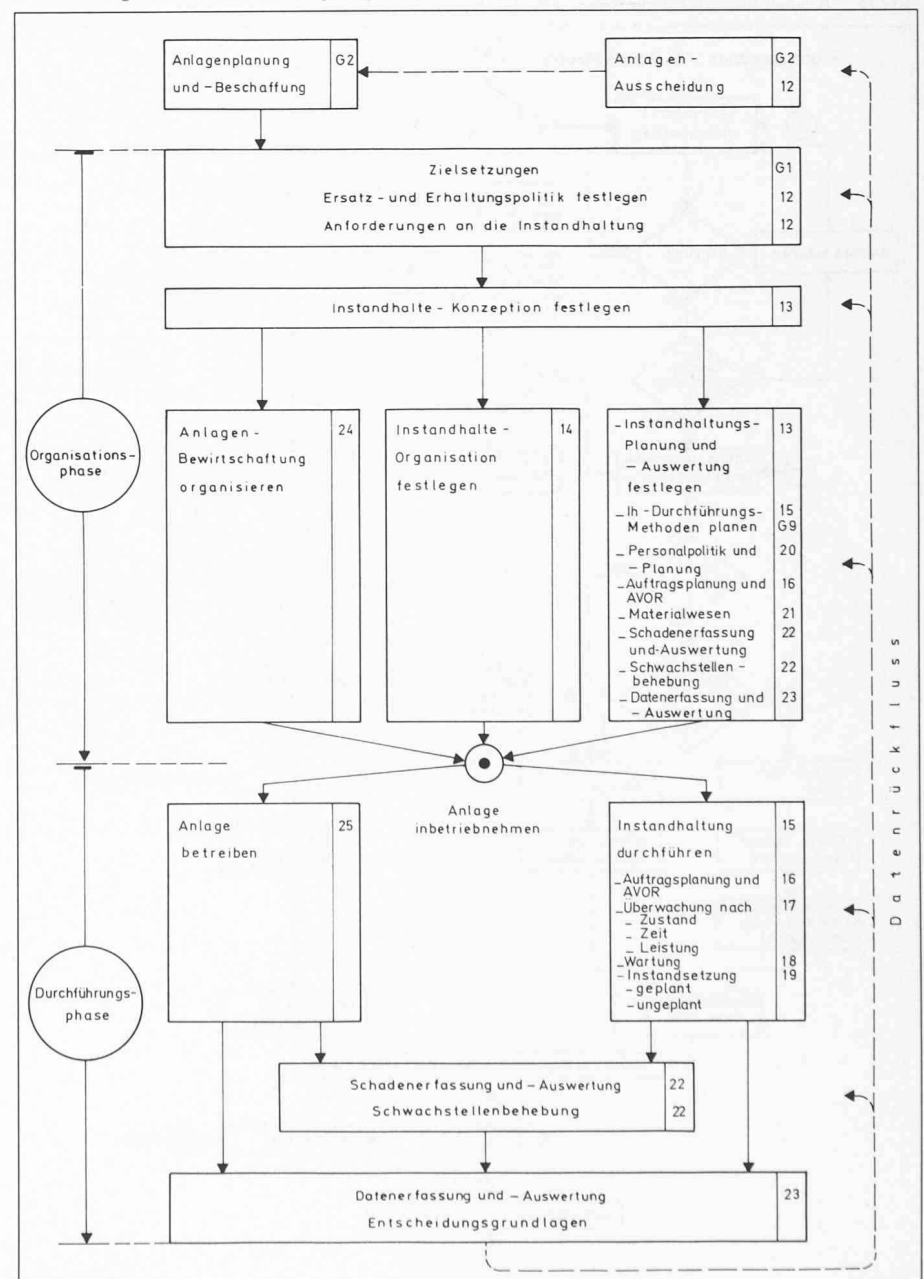 Anlagenplanung G2
und -Beschaffung
Anlagen - G2
Ausscheidung 12
Zielsetzungen G1
Ersatz - und Erhaltungspolitik festlegen 12
Anforderungen an die Instandhaltung 12
Instandhalte - Konzeption festlegen 13
Organisations-
phase
Anlagen - 24
Bewirtschaftung
organisieren
Instandhalte - 14
Organisation
festlegen
- Instandhaltungs- 13
Planung und
- Auswertung
festlegen
- Ih - Durchführungs- 15
Methoden planen G9
- Personalpolitik und 20
- Planung
- Auftragsplanung und 16
AVOR
- Materialwesen 21
- Schadenerfassung 22
und-Auswertung
- Schwachstellen - 22
behebung
- Datenerfassung und 23
- Auswertung
Datenrückfluss
Anlage
inbetriebnehmen
Durchführungs-
phase
Anlage 25
betreiben
Instandhaltung 15
durchführen
- Auftragsplanung und 16
AVOR
- Überwachung nach 17
- Zustand
- Zeit
- Leistung
- Wartung 18
- Instandsetzung 19
- geplant
- ungeplant
Schadenerfassung und - Auswertung 22
Schwachstellenbehebung 22
Datenerfassung und - Auswertung 23
Entscheidungsgrundlagen